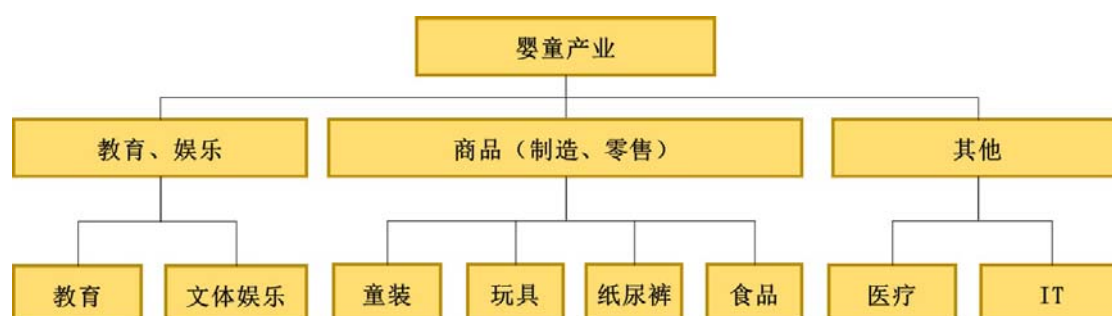 婴童产业
教育、娱乐
商品（制造、零售）
其他
教育
文体娱乐
童装
玩具
纸尿裤
食品
医疗
IT